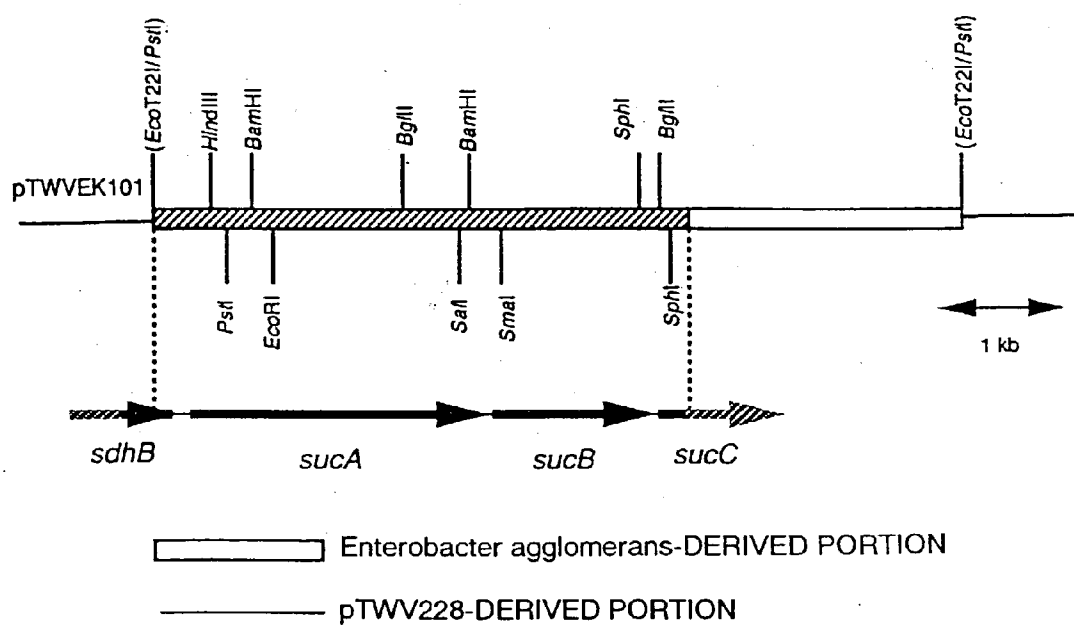 (EcoT22I/PstI)
HindIII
BamHI
BglII
BamHI
SphI
BglII
(EcoT22I/PstI)
pTWVEK101
PstI
EcoRI
SalI
SmaI
SphI
1 kb
sdhB
sucA
sucB
sucC
Enterobacter agglomerans-DERIVED PORTION
pTWV228-DERIVED PORTION